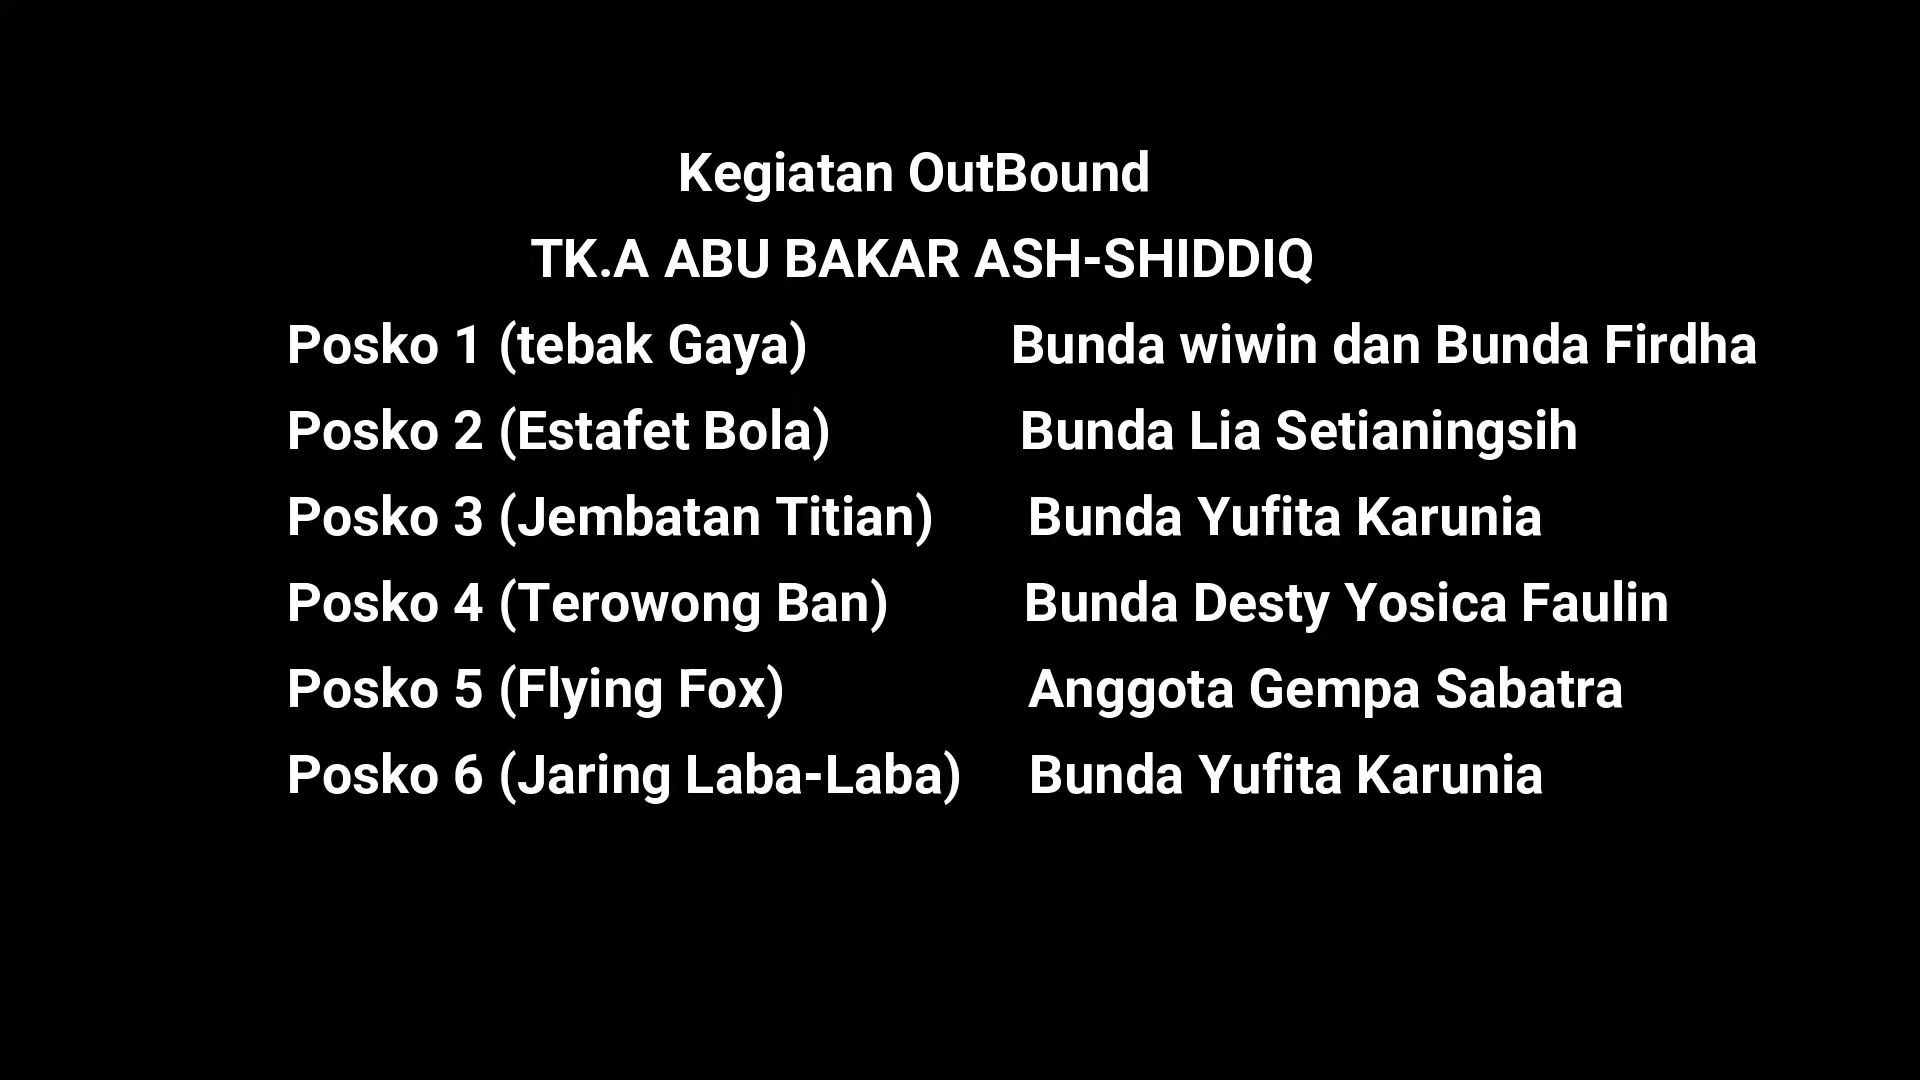 Kegiatan OutBound
TK.A ABU BAKAR ASH-SHIDDIQ
Posko 1 (tebak Gaya) Bunda wiwin dan Bunda Firdha
Posko 2 (Estafet Bola) Bunda Lia Setianingsih
Posko 3 (Jembatan Titian) Bunda Yufita Karunia
Posko 4 (Terowong Ban) Bunda Desty Yosica Faulin
Posko 5 (Flying Fox) Anggota Gempa Sabatra
Posko 6 (Jaring Laba-Laba) Bunda Yufita Karunia